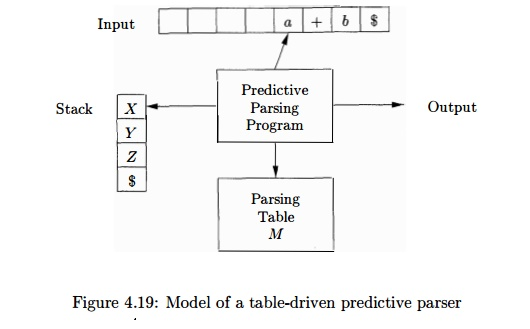 Input
a + b $
Predictive
Parsing
Program
Stack
X
Y
Z
$
Output
Parsing
Table
M
Figure 4.19: Model of a table-driven predictive parser